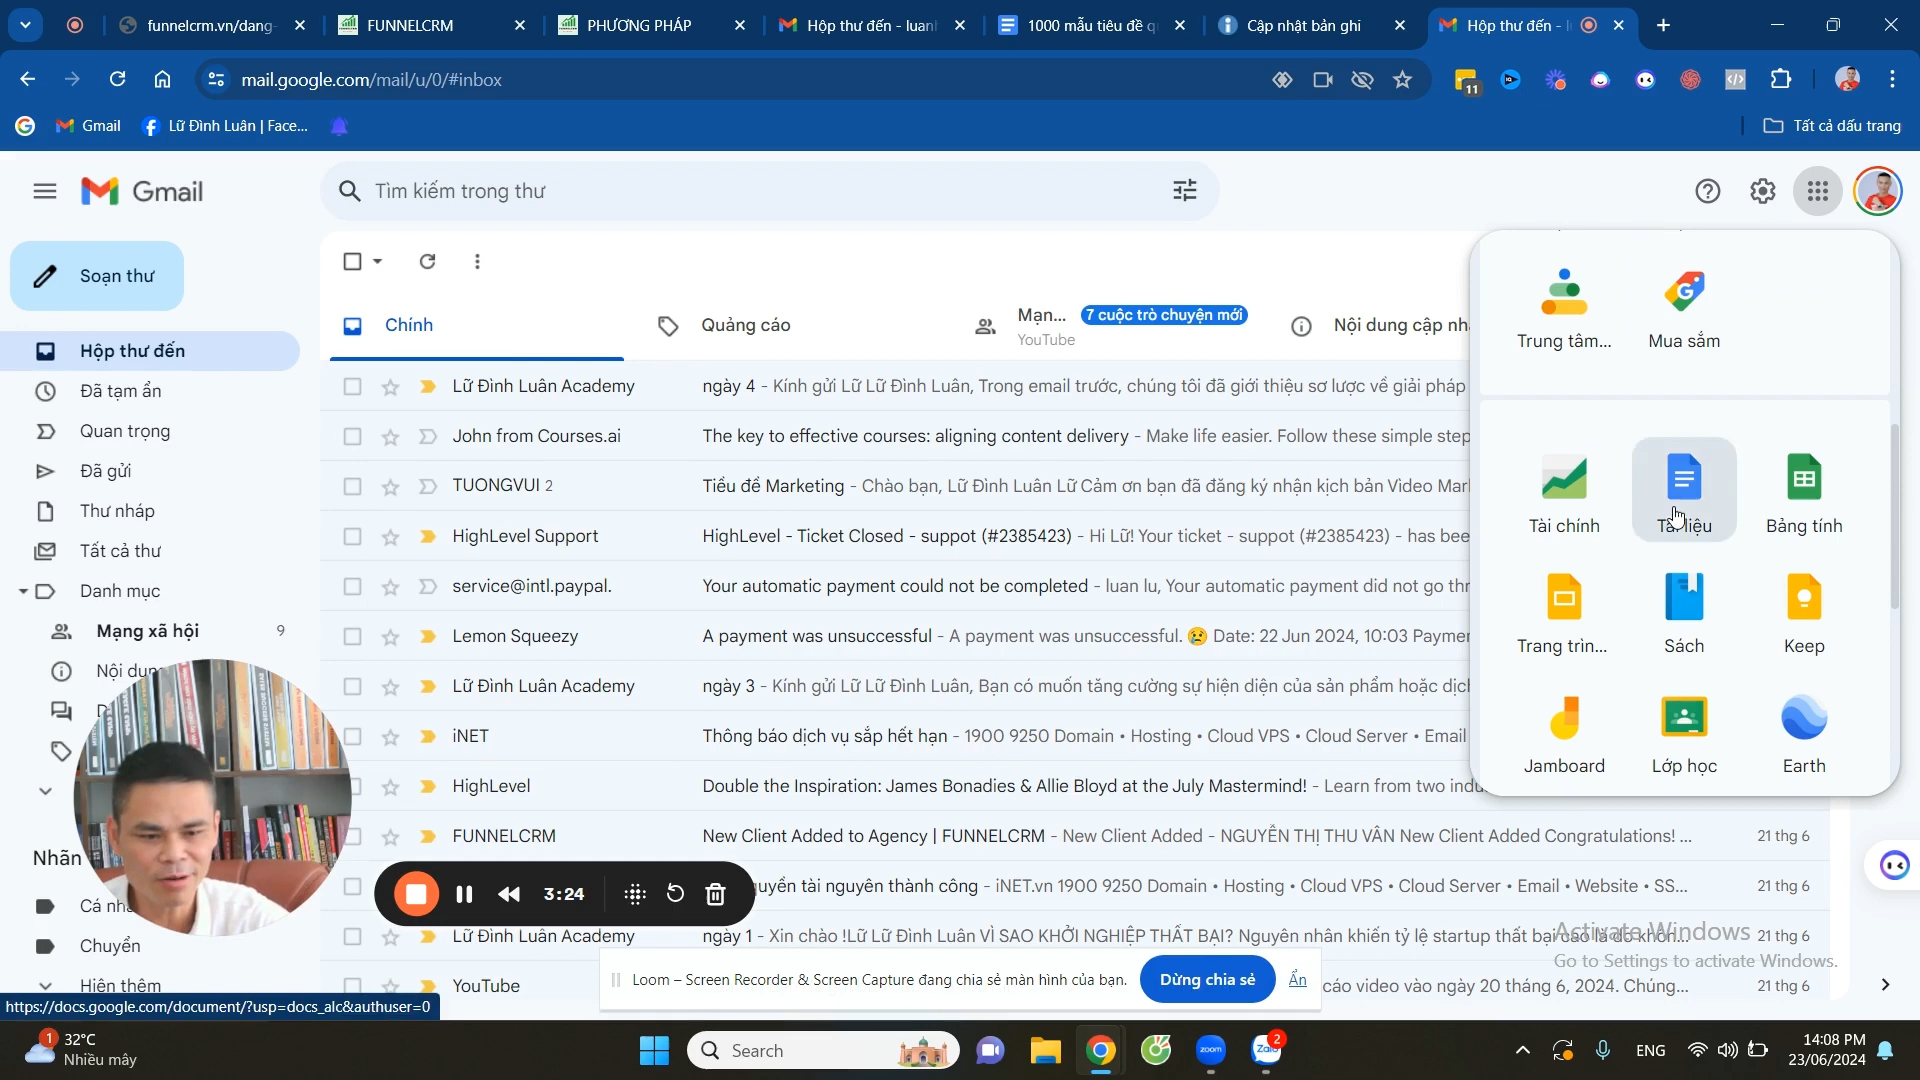 funnelcrm.vn/dang-
FUNNELCRM
PHƯƠNG PHÁP
Hộp thư đến - luanl
1000 mẫu tiêu đề q
Cập nhật bản ghi
Hộp thư đến - l
mail.google.com/mail/u/0/#inbox
11
Gmail
Lữ Đình Luân | Face...
Tất cả dấu trang
Gmail
Tìm kiếm trong thư
Soạn thư
Hộp thư đến
Đã tạm ẩn
Quan trọng
Đã gửi
Thư nháp
Tất cả thư
Danh mục
Mạng xã hội 9
Nội dung
Nhãn
Cá nhâ
Chuyển
Hiện thêm
Chính
Quảng cáo
Mạn... 7 cuộc trò chuyện mới
YouTube
Nội dung cập nh
Lữ Đình Luân Academy ngày 4 - Kính gửi Lữ Lữ Đình Luân, Trong email trước, chúng tôi đã giới thiệu sơ lược về giải pháp
John from Courses.ai The key to effective courses: aligning content delivery - Make life easier. Follow these simple step
TUONGVUI 2 Tiêu đề Marketing - Chào bạn, Lữ Đình Luân Lữ Cảm ơn bạn đã đăng ký nhận kịch bản Video Mar
HighLevel Support HighLevel - Ticket Closed - suppot (#2385423) - Hi Lữ! Your ticket - suppot (#2385423) - has bee
service@intl.paypal. Your automatic payment could not be completed - luan lu, Your automatic payment did not go thr
Lemon Squeezy A payment was unsuccessful - A payment was unsuccessful. 😢 Date: 22 Jun 2024, 10:03 Paymer
Lữ Đình Luân Academy ngày 3 - Kính gửi Lữ Lữ Đình Luân, Bạn có muốn tăng cường sự hiện diện của sản phẩm hoặc dịc
iNET Thông báo dịch vụ sắp hết hạn - 1900 9250 Domain • Hosting • Cloud VPS • Cloud Server • Email
HighLevel Double the Inspiration: James Bonadies & Allie Bloyd at the July Mastermind! - Learn from two indu
FUNNELCRM New Client Added to Agency | FUNNELCRM - New Client Added - NGUYỄN THỊ THU VÂN New Client Added Congratulations! ... 21 thg 6
uyển tài nguyên thành công - iNET.vn 1900 9250 Domain • Hosting • Cloud VPS • Cloud Server • Email • Website • SS... 21 thg 6
Lữ Đình Luân Academy ngày 1 - Xin chào !Lữ Lữ Đình Luân VÌ SAO KHỞI NGHIỆP THẤT BẠI? Nguyên nhân khiến tỷ lệ startup thất bại cao là do khôn... 21 thg 6
YouTube cáo video vào ngày 20 tháng 6, 2024. Chúng... 21 thg 6
Trung tâm...
Mua sắm
Tài chính
Tài liệu
Bảng tính
Trang trìn...
Sách
Keep
Jamboard
Lớp học
Earth
3:24
Loom – Screen Recorder & Screen Capture đang chia sẻ màn hình của bạn.
Dừng chia sẻ
Ẩn
Activate Windows
Go to Settings to activate Windows.
https://docs.google.com/document/?usp=docs_alc&authuser=0
1
32°C
Nhiều mây
Search
zoom
Zalo
2
ENG
14:08 PM
23/06/2024